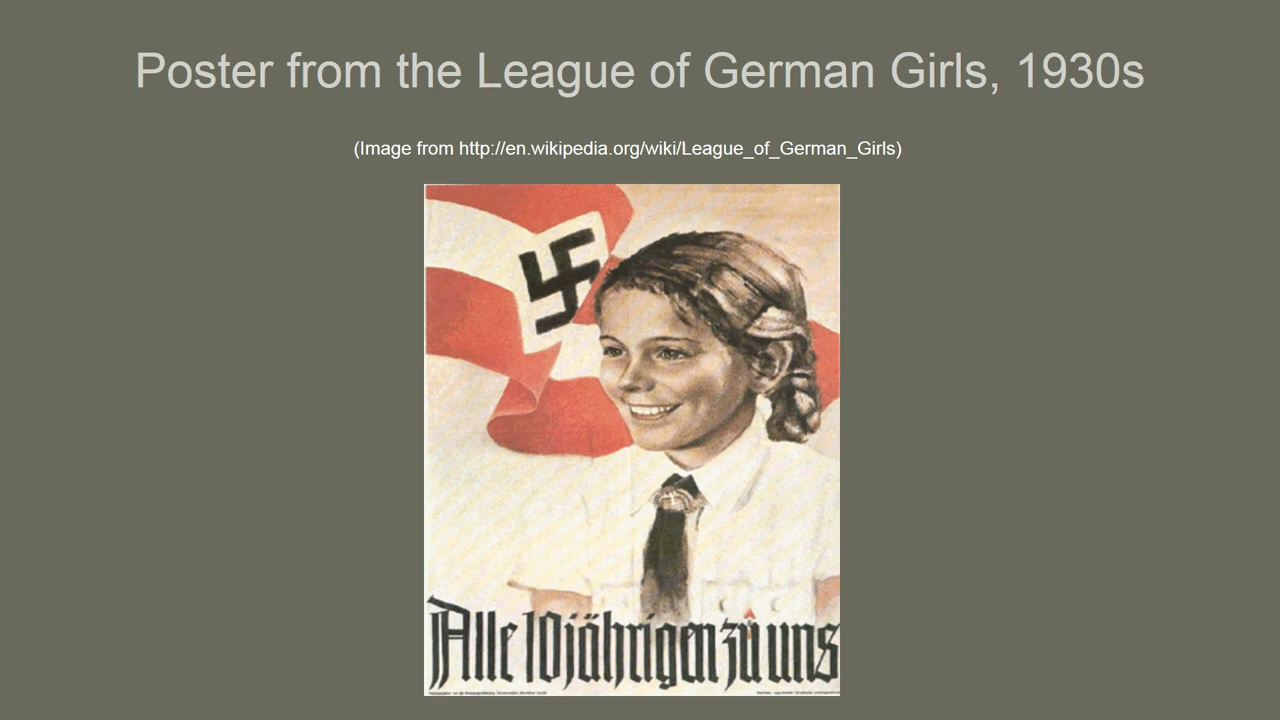 Poster from the League of German Girls, 1930s
(Image from http://en.wikipedia.org/wiki/League_of_German_Girls)
Alle 10jährigen zu uns